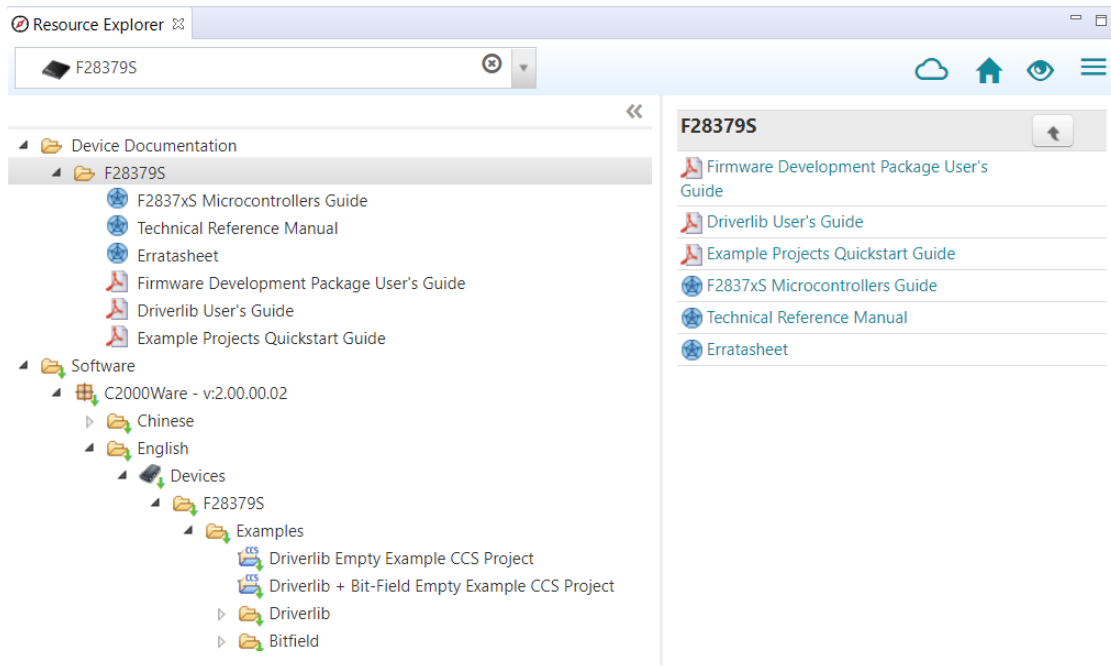 Resource Explorer
F28379S
Device Documentation
F28379S
F2837xS Microcontrollers Guide
Technical Reference Manual
Erratasheet
Firmware Development Package User's Guide
Driverlib User's Guide
Example Projects Quickstart Guide
Software
C2000Ware - v:2.00.00.02
Chinese
English
Devices
F28379S
Examples
CCS
Driverlib Empty Example CCS Project
CCS
Driverlib + Bit-Field Empty Example CCS Project
Driverlib
Bitfield
F28379S
Firmware Development Package User's
Guide
Driverlib User's Guide
Example Projects Quickstart Guide
F2837xS Microcontrollers Guide
Technical Reference Manual
Erratasheet